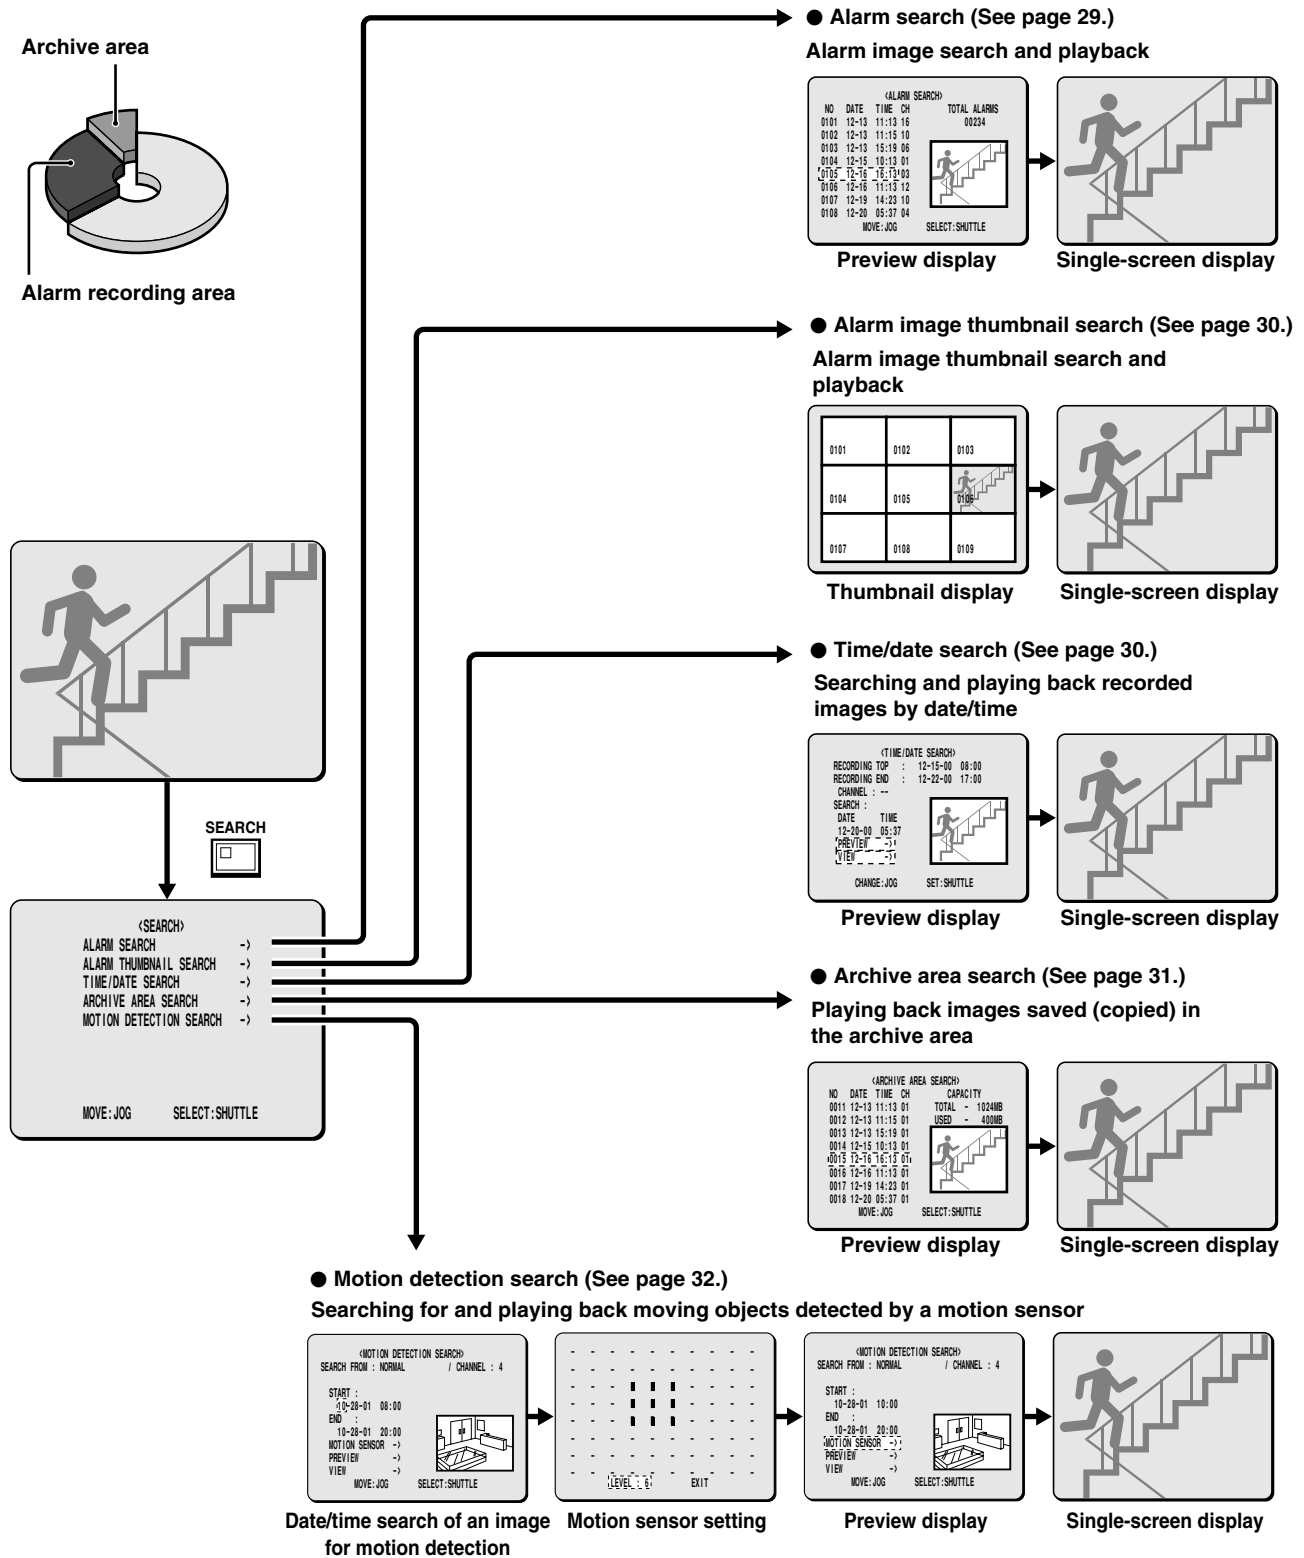 Archive area
Alarm recording area
● Alarm search (See page 29.)
Alarm image search and playback
<ALARM SEARCH>
NO DATE TIME CH TOTAL ALARMS
0101 12-13 11:13 16 00234
0102 12-13 11:15 10
0103 12-13 15:19 06
0104 12-15 10:13 01
0105 12-16 16:13 03
0106 12-16 11:13 12
0107 12-19 14:23 10
0108 12-20 05:37 04
MOVE:JOG SELECT:SHUTTLE
Preview display
Single-screen display
● Alarm image thumbnail search (See page 30.)
Alarm image thumbnail search and
playback
0101 0102 0103
0104 0105 0106
0107 0108 0109
Thumbnail display
Single-screen display
● Time/date search (See page 30.)
Searching and playing back recorded
images by date/time
<TIME/DATE SEARCH>
RECORDING TOP : 12-15-00 08:00
RECORDING END : 12-22-00 17:00
CHANNEL : --
SEARCH :
DATE TIME
12-20-00 05:37
PREVIEW ->
VIEW ->
CHANGE:JOG SET:SHUTTLE
Preview display
Single-screen display
SEARCH
<SEARCH>
ALARM SEARCH ->
ALARM THUMBNAIL SEARCH ->
TIME/DATE SEARCH ->
ARCHIVE AREA SEARCH ->
MOTION DETECTION SEARCH ->
MOVE:JOG SELECT:SHUTTLE
● Archive area search (See page 31.)
Playing back images saved (copied) in
the archive area
<ARCHIVE AREA SEARCH>
NO DATE TIME CH CAPACITY
0011 12-13 11:13 01 TOTAL - 1024MB
0012 12-13 11:15 01 USED - 400MB
0013 12-13 15:19 01
0014 12-15 10:13 01
0015 12-16 16:13 01
0016 12-16 11:13 01
0017 12-19 14:23 01
0018 12-20 05:37 01
MOVE:JOG SELECT:SHUTTLE
Preview display
Single-screen display
● Motion detection search (See page 32.)
Searching for and playing back moving objects detected by a motion sensor
<MOTION DETECTION SEARCH>
SEARCH FROM : NORMAL / CHANNEL : 4
START :
10-28-01 08:00
END :
10-28-01 20:00
MOTION SENSOR ->
PREVIEW ->
VIEW ->
MOVE:JOG SELECT:SHUTTLE
Date/time search of an image
for motion detection
LEVEL : 6 EXIT
Motion sensor setting
<MOTION DETECTION SEARCH>
SEARCH FROM : NORMAL / CHANNEL : 4
START :
10-28-01 10:00
END :
10-28-01 20:00
MOTION SENSOR ->
PREVIEW ->
VIEW ->
MOVE:JOG SELECT:SHUTTLE
Preview display
Single-screen display